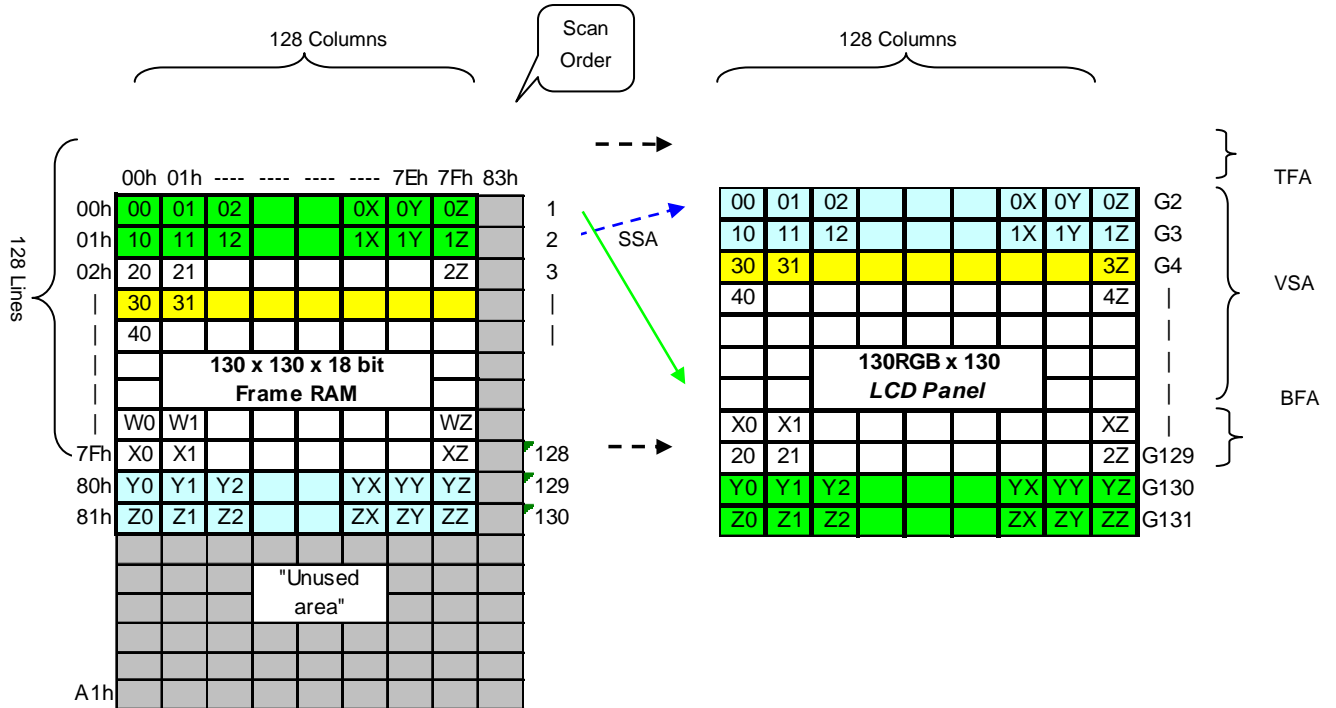 Scan
Order
128 Columns
128 Columns
00h 01h ---- ---- ---- ---- 7Eh 7Fh 83h
TFA
00h 00 01 02 0X 0Y 0Z 1 00 01 02 0X 0Y 0Z G2
01h 10 11 12 1X 1Y 1Z 2 SSA 10 11 12 1X 1Y 1Z G3
02h 20 21 2Z 3 30 31 3Z G4
128 Lines
30 31 40 4Z VSA
40
130 x 130 x 18 bit
Frame RAM
130RGB x 130
LCD Panel
BFA
W0 W1 WZ X0 X1 XZ
7Fh X0 X1 XZ 128 20 21 2Z G129
80h Y0 Y1 Y2 YX YY YZ 129 Y0 Y1 Y2 YX YY YZ G130
81h Z0 Z1 Z2 ZX ZY ZZ 130 Z0 Z1 Z2 ZX ZY ZZ G131
"Unused
area"
A1h